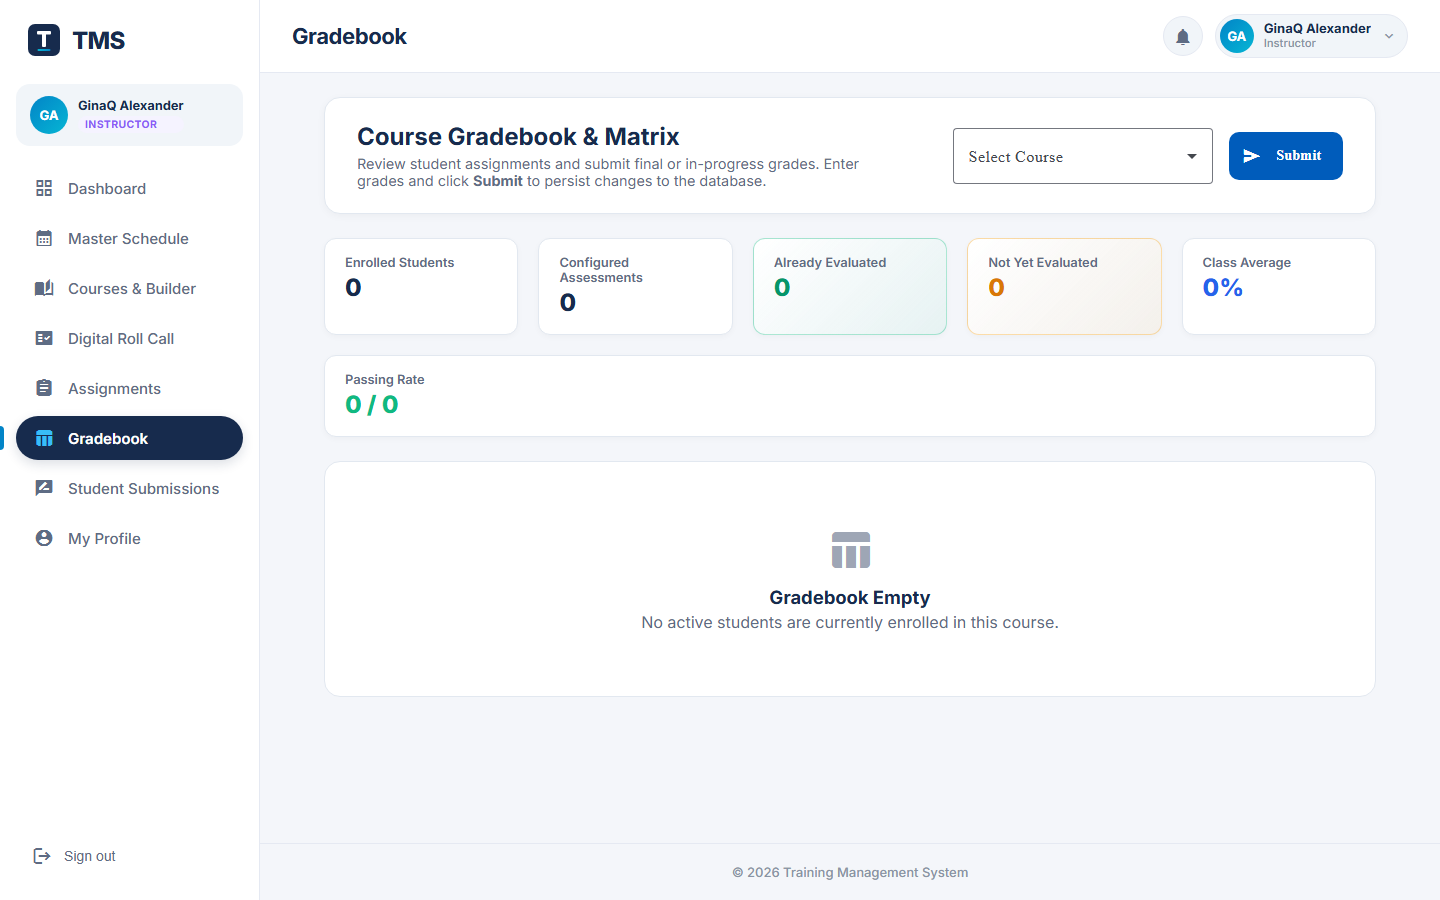 TMS
GA
GinaQ Alexander
INSTRUCTOR
Dashboard
Master Schedule
Courses & Builder
Digital Roll Call
Assignments
Gradebook
Student Submissions
My Profile
Sign out
Gradebook
GA
GinaQ Alexander
Instructor
Course Gradebook & Matrix
Review student assignments and submit final or in-progress grades. Enter
grades and click Submit to persist changes to the database.
Select Course
Submit
Enrolled Students
0
Configured
Assessments
0
Already Evaluated
0
Not Yet Evaluated
0
Class Average
0%
Passing Rate
0 / 0
Gradebook Empty
No active students are currently enrolled in this course.
© 2026 Training Management System